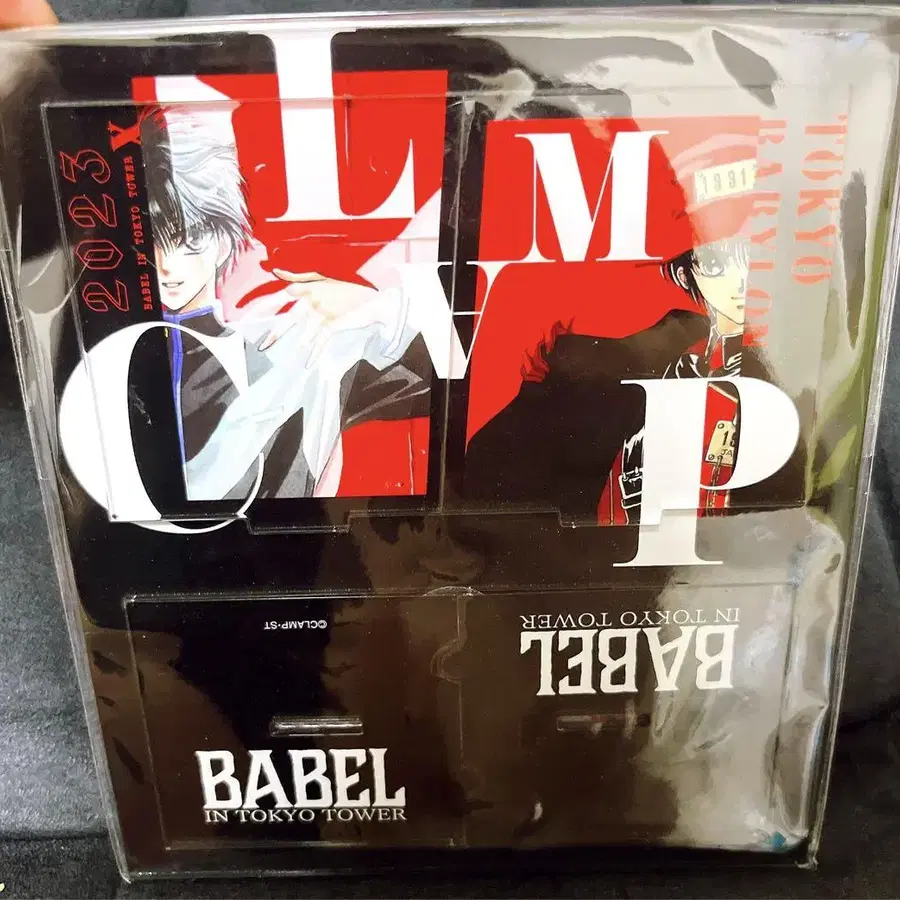 CLAMP
2023
X
BABEL IN TOKYO TOWER
TOKYO
BABYLON
1991
©CLAMP・ST
BABEL
IN TOKYO TOWER
BABEL
IN TOKYO TOWER